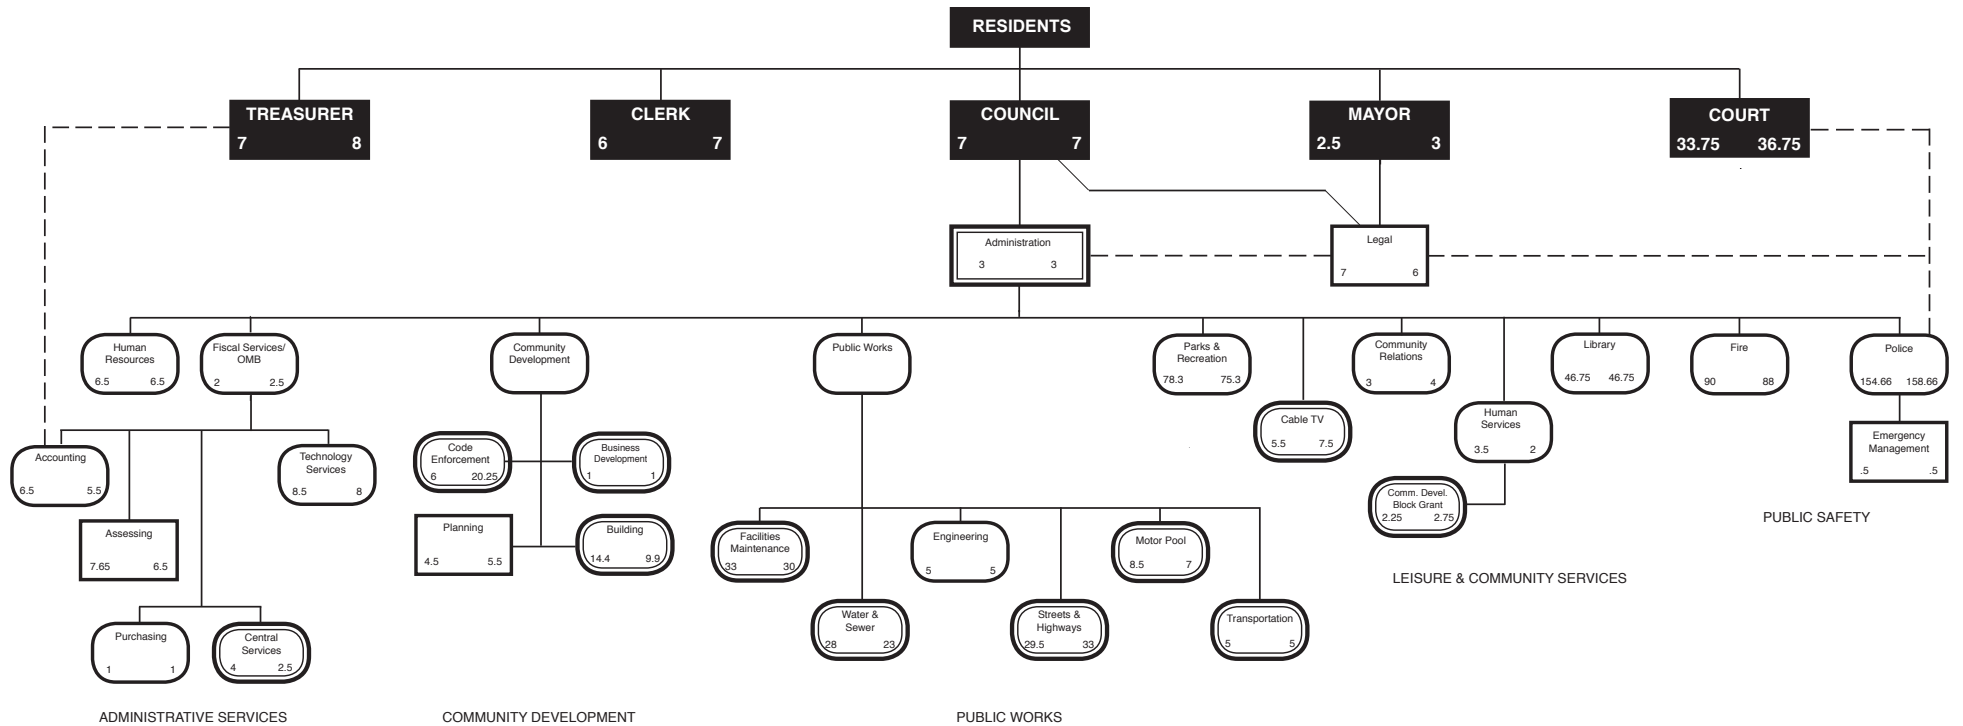 RESIDENTS
TREASURER
7 8
CLERK
6 7
COUNCIL
7 7
MAYOR
2.5 3
COURT
33.75 36.75
Administration
3 3
Legal
7 6
Human
Resources
6.5 6.5
Fiscal Services/
OMB
2 2.5
Community
Development
Public Works
Parks &
Recreation
78.3 75.3
Community
Relations
3 4
Library
46.75 46.75
Fire
90 88
Police
154.66 158.66
Cable TV
5.5 7.5
Human
Services
3.5 2
Emergency
Management
.5 .5
Accounting
6.5 5.5
Technology
Services
8.5 8
Code
Enforcement
6 20.25
Business
Development
1 1
Comm. Devel.
Block Grant
2.25 2.75
PUBLIC SAFETY
Assessing
7.65 6.5
Planning
4.5 5.5
Building
14.4 9.9
Facilities
Maintenance
33 30
Engineering
5 5
Motor Pool
8.5 7
LEISURE & COMMUNITY SERVICES
Purchasing
1 1
Central
Services
4 2.5
Water &
Sewer
28 23
Streets &
Highways
29.5 33
Transportation
5 5
ADMINISTRATIVE SERVICES
COMMUNITY DEVELOPMENT
PUBLIC WORKS